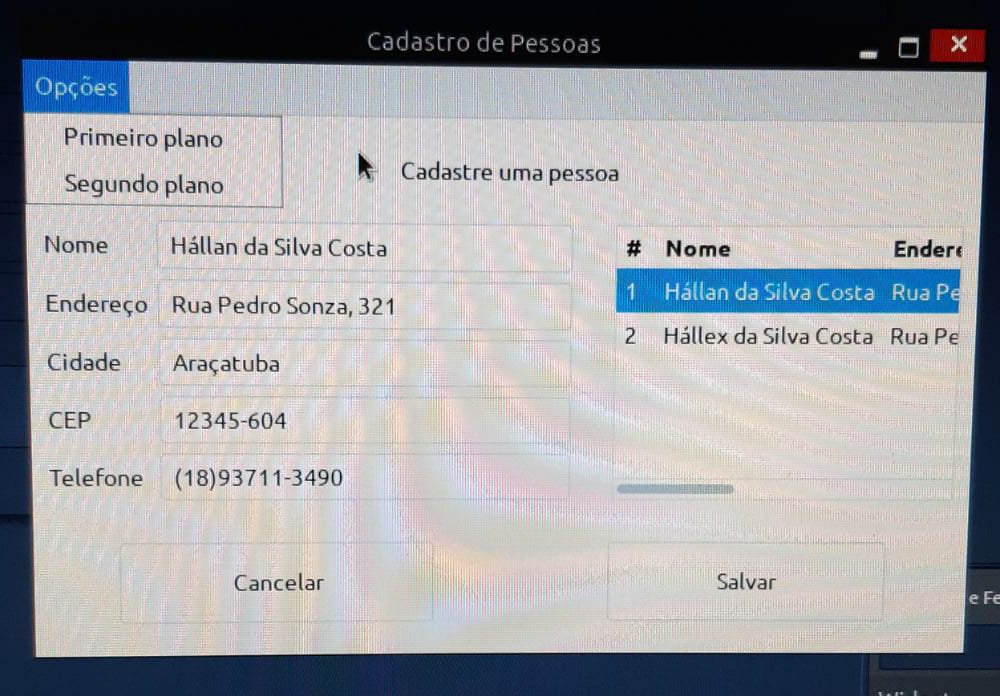 Cadastro de Pessoas
Opções
Primeiro plano
Segundo plano
Cadastre uma pessoa
Nome Hállan da Silva Costa
Endereço Rua Pedro Sonza, 321
Cidade Araçatuba
CEP 12345-604
Telefone (18)93711-3490
# Nome Endere
1 Hállan da Silva Costa Rua Pe
2 Hállex da Silva Costa Rua Pe
Cancelar Salvar
e Fe